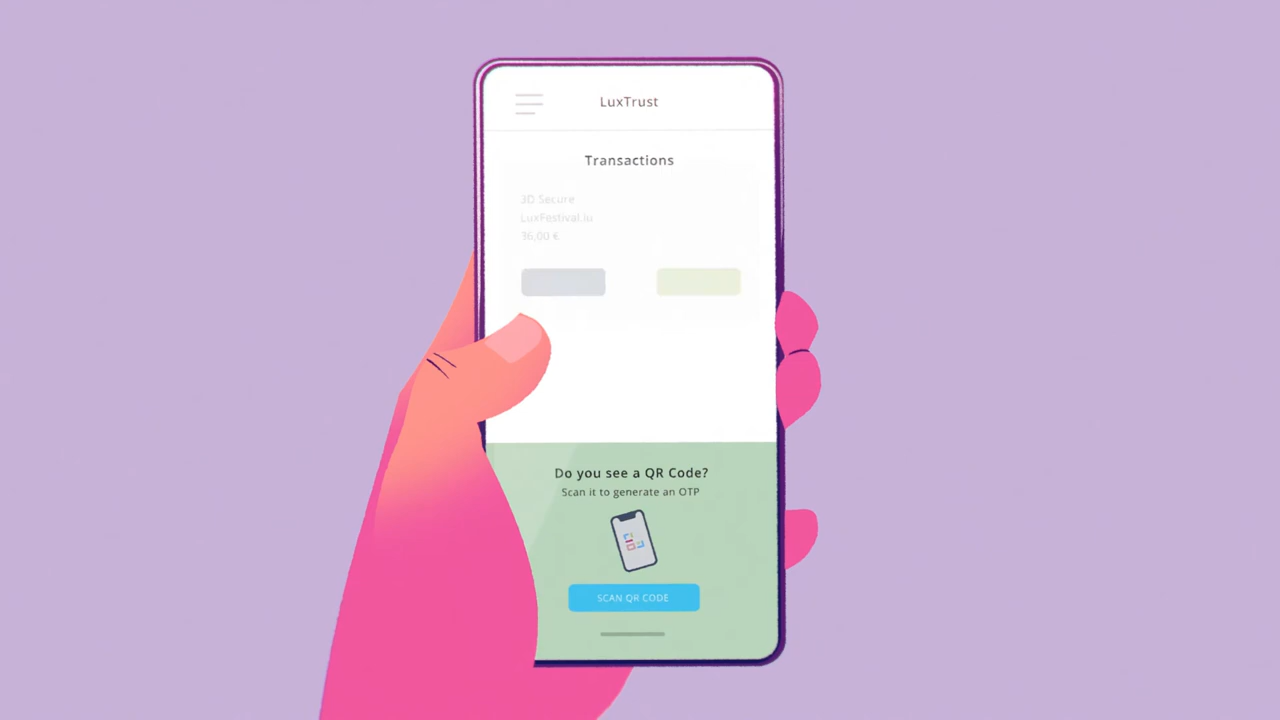 LuxTrust
Transactions
3D Secure
LuxFestival.lu
36,00 €
Do you see a QR Code?
Scan it to generate an OTP
SCAN QR CODE